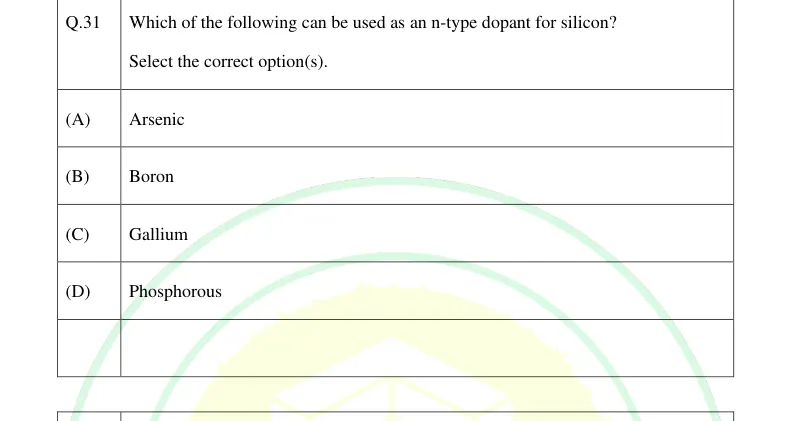 Q.31 Which of the following can be used as an n-type dopant for silicon?
Select the correct option(s).
(A) Arsenic
(B) Boron
(C) Gallium
(D) Phosphorous